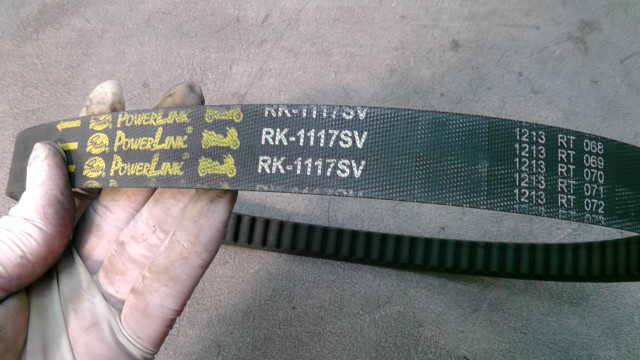 POWERLINK RK-1117SV
POWERLINK® RK-1117SV
POWERLINK® RK-1117SV
1213 RT 068
1213 RT 069
1213 RT 070
1213 RT 071
1213 RT 072